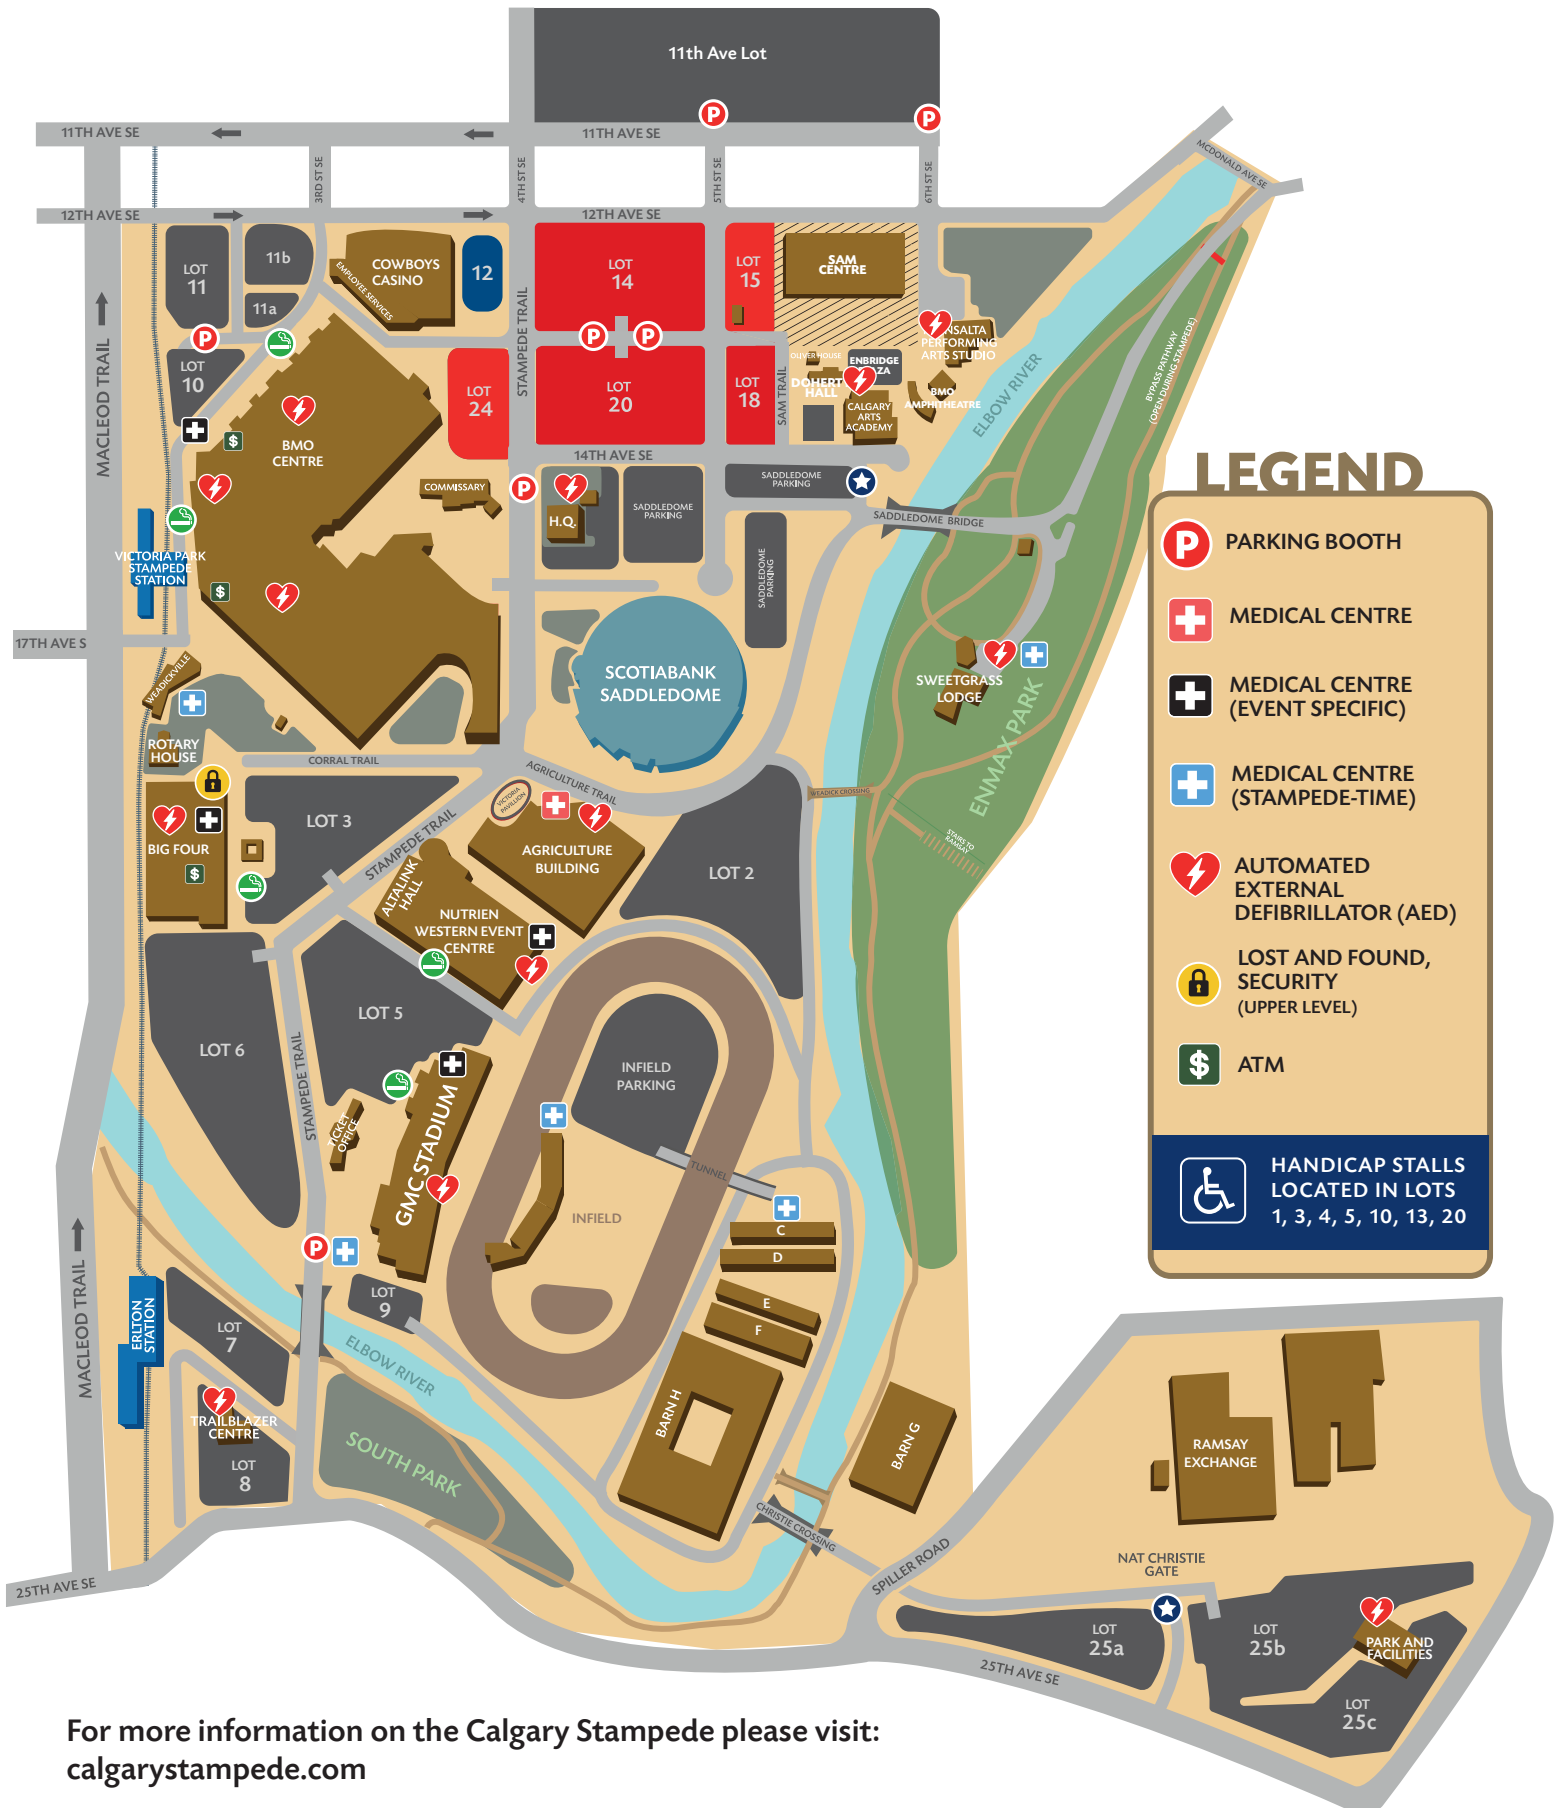 11th Ave Lot
P
P
11TH AVE SE
11TH AVE SE
3RD ST SE
4TH ST SE
5TH ST SE
6TH ST SE
MCDONALD AVE SE
12TH AVE SE
12TH AVE SE
LOT
11
11b
11a
EMPLOYEE SERVICES
COWBOYS
CASINO
12
LOT
14
LOT
15
SAM
CENTRE
P
LOT
10
MACLEOD TRAIL
STAMPEDE TRAIL
P
P
LOT
24
LOT
20
LOT
18
SAM TRAIL
OLIVER HOUSE
ENBRIDGE
ZA
DOHERT
HALL
CALGARY
ARTS
ACADEMY
NSALTA
PERFORMING
ARTS STUDIO
BMO
AMPHITHEATRE
ELBOW RIVER
BYPASS PATHWAY
(OPEN DURING STAMPEDE)
$
BMO
CENTRE
14TH AVE SE
COMMISSARY
P
H.Q.
SADDLEDOME
PARKING
SADDLEDOME
PARKING
SADDLEDOME
PARKING
SADDLEDOME BRIDGE
VICTORIA PARK
STAMPEDE
STATION
$
17TH AVE S
WEADICKVILLE
ROTARY
HOUSE
SCOTIABANK
SADDLEDOME
SWEETGRASS
LODGE
ENMAX PARK
CORRAL TRAIL
AGRICULTURE TRAIL
VICTORIA
PAVILION
WEADICK CROSSING
STAIRS TO
RAMSAY
BIG FOUR
$
LOT 3
STAMPEDE TRAIL
AGRICULTURE
BUILDING
LOT 2
ALTALINK
HALL
NUTRIEN
WESTERN EVENT
CENTRE
LOT 5
LOT 6
STAMPEDE TRAIL
INFIELD
PARKING
TICKET
OFFICE
GMC STADIUM
TUNNEL
INFIELD
C
D
E
F
P
LOT
9
MACLEOD TRAIL
ERLTON
STATION
LOT
7
ELBOW RIVER
TRAILBLAZER
CENTRE
LOT
8
SOUTH PARK
BARN H
BARN G
CHRISTIE CROSSING
SPILLER ROAD
25TH AVE SE
25TH AVE SE
RAMSAY
EXCHANGE
NAT CHRISTIE
GATE
LOT
25a
LOT
25b
PARK AND
FACILITIES
LOT
25c
LEGEND
P PARKING BOOTH
MEDICAL CENTRE
MEDICAL CENTRE
(EVENT SPECIFIC)
MEDICAL CENTRE
(STAMPEDE-TIME)
AUTOMATED
EXTERNAL
DEFIBRILLATOR (AED)
LOST AND FOUND,
SECURITY
(UPPER LEVEL)
$ ATM
HANDICAP STALLS
LOCATED IN LOTS
1, 3, 4, 5, 10, 13, 20
For more information on the Calgary Stampede please visit:
calgarystampede.com